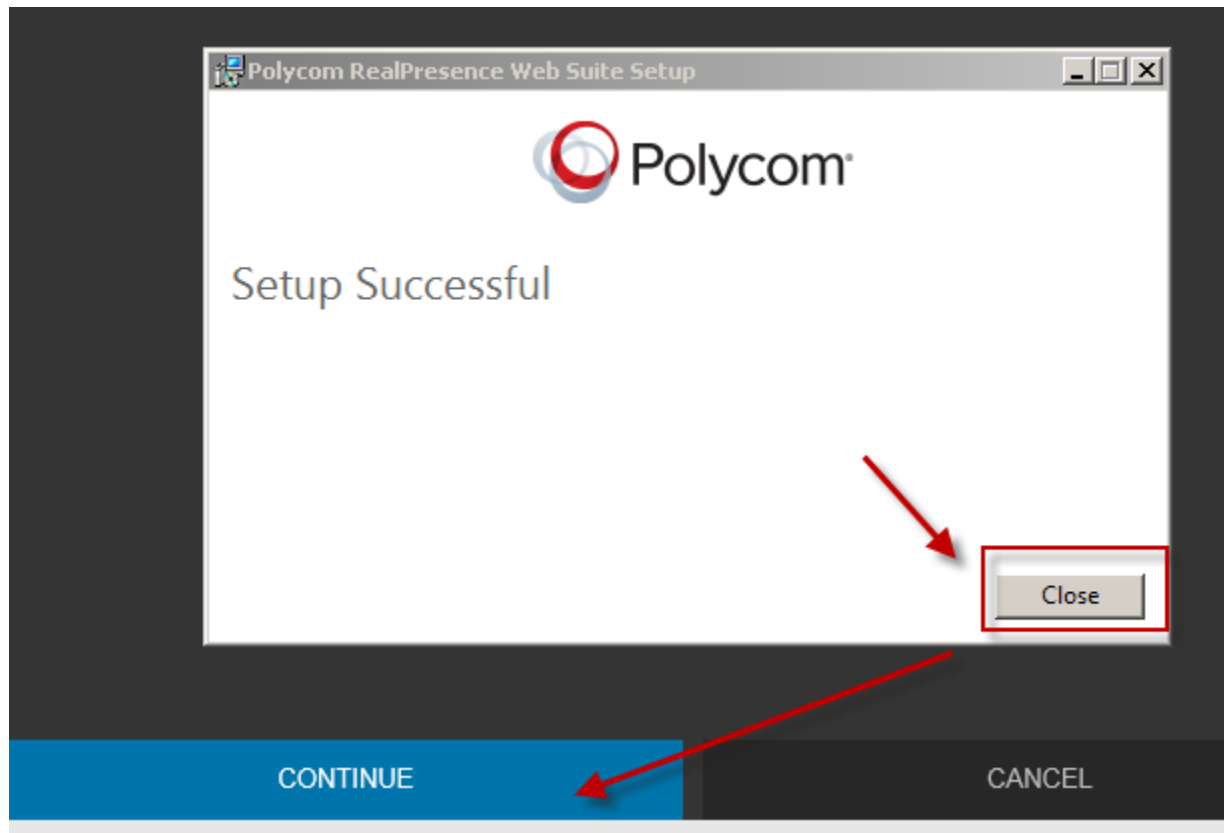 Polycom RealPresence Web Suite Setup
Polycom
Setup Successful
Close
CONTINUE
CANCEL